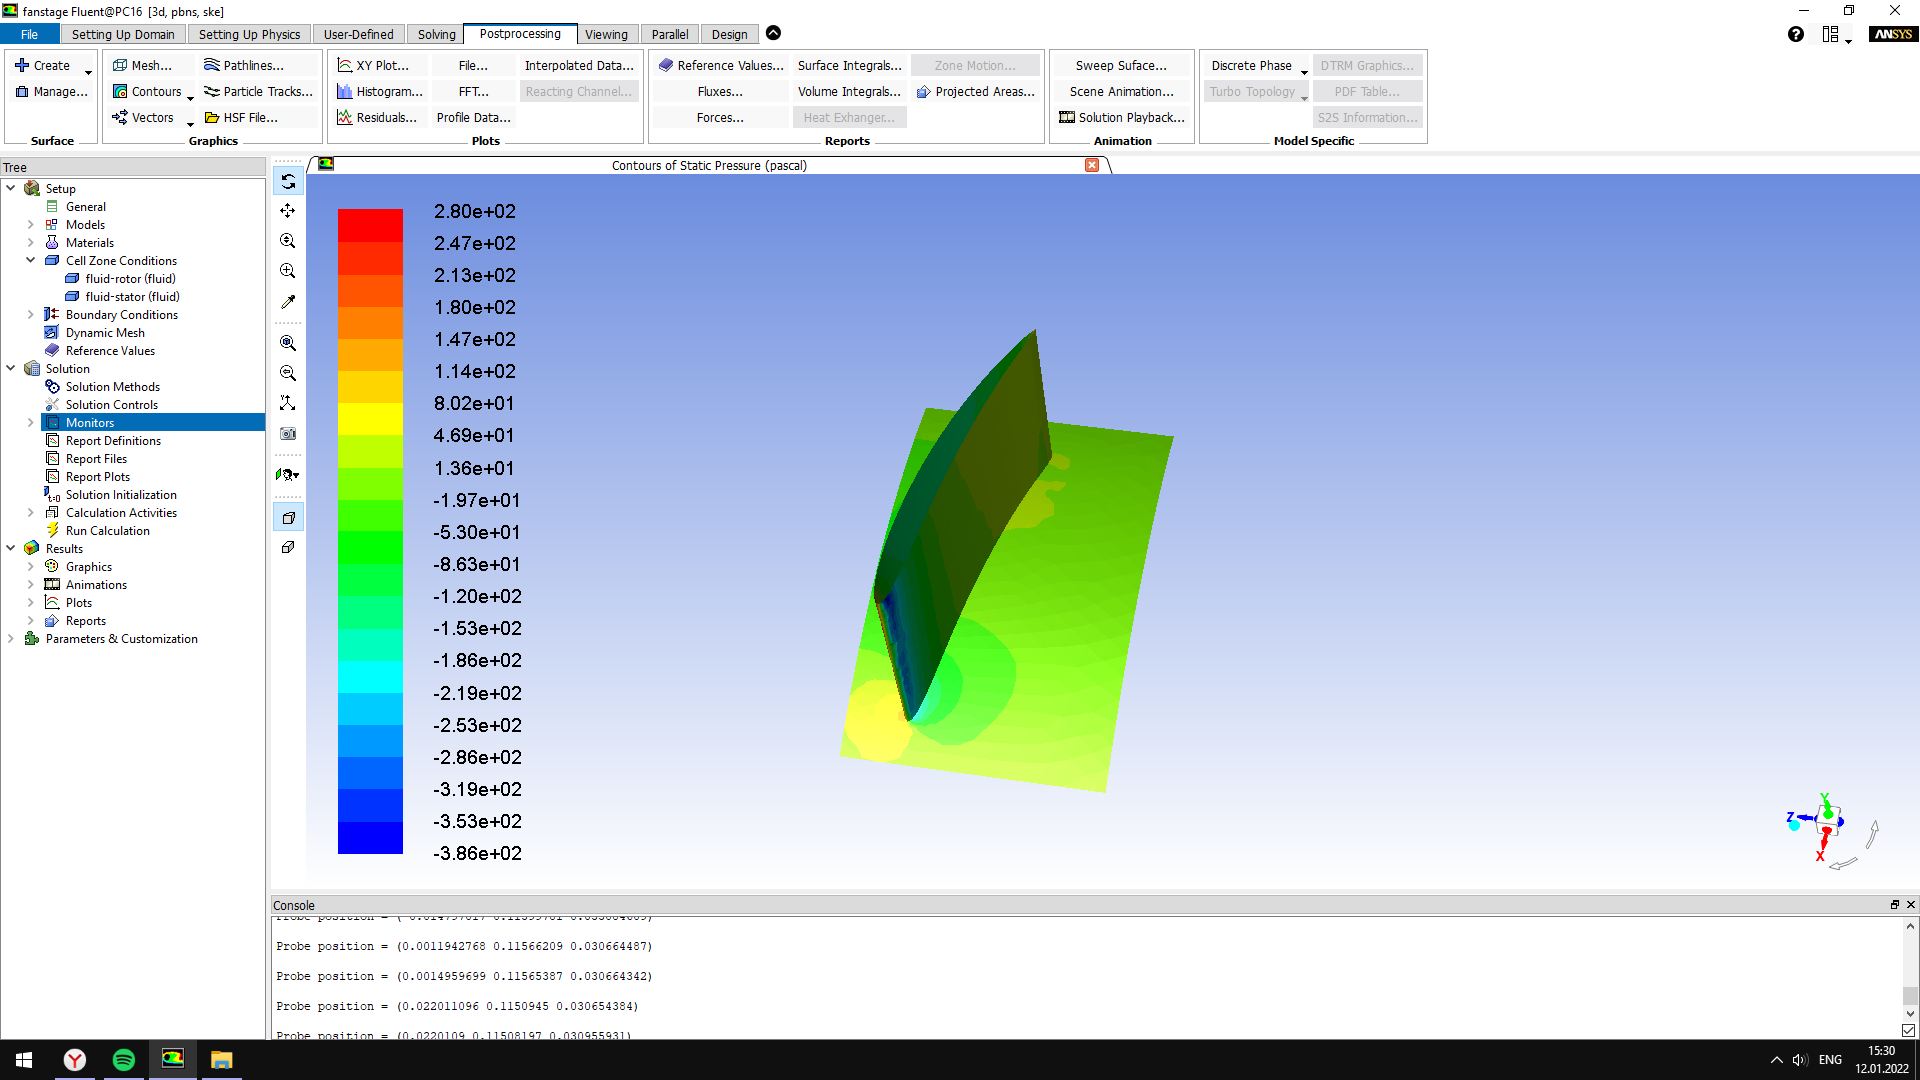 fanstage Fluent@PC16 [3d, pbns, ske]
File Setting Up Domain Setting Up Physics User-Defined Solving Postprocessing Viewing Parallel Design
ANSYS
Create Mesh... Pathlines... XY Plot... File... Interpolated Data... Reference Values... Surface Integrals... Zone Motion... Sweep Suface... Discrete Phase DTRM Graphics...
Manage... Contours Particle Tracks... Histogram... FFT... Reacting Channel... Fluxes... Volume Integrals... Projected Areas... Scene Animation... Turbo Topology PDF Table...
Vectors HSF File... Residuals... Profile Data... Forces... Heat Exhanger... Solution Playback... S2S Information...
Surface Graphics Plots Reports Animation Model Specific
Tree
Setup
General
Models
Materials
Cell Zone Conditions
fluid-rotor (fluid)
fluid-stator (fluid)
Boundary Conditions
Dynamic Mesh
Reference Values
Solution
Solution Methods
Solution Controls
Monitors
Report Definitions
Report Files
Report Plots
Solution Initialization
Calculation Activities
Run Calculation
Results
Graphics
Animations
Plots
Reports
Parameters & Customization
Contours of Static Pressure (pascal)
2.80e+02
2.47e+02
2.13e+02
1.80e+02
1.47e+02
1.14e+02
8.02e+01
4.69e+01
1.36e+01
-1.97e+01
-5.30e+01
-8.63e+01
-1.20e+02
-1.53e+02
-1.86e+02
-2.19e+02
-2.53e+02
-2.86e+02
-3.19e+02
-3.53e+02
-3.86e+02
Y
Z
X
Console
Probe position = (0.0011942768 0.11566209 0.030664487)
Probe position = (0.0014959699 0.11565387 0.030664342)
Probe position = (0.022011096 0.1150945 0.030654384)
Probe position = (0.0220109 0.11508197 0.030955931)
ENG
15:30
12.01.2022